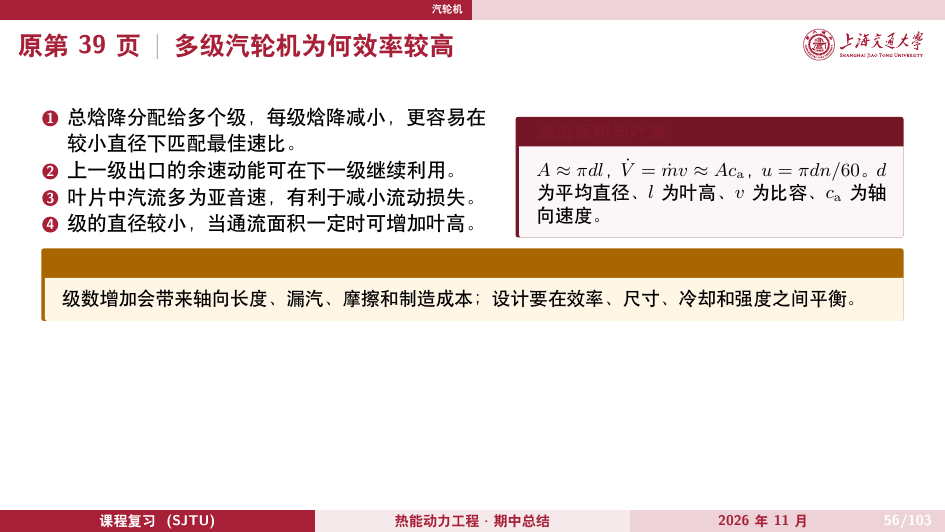 汽轮机
原第 39 页 | 多级汽轮机为何效率较高
上海交通大学
SHANGHAI JIAO TONG UNIVERSITY
1 总焓降分配给多个级，每级焓降减小，更容易在
较小直径下匹配最佳速比。
2 上一级出口的余速动能可在下一级继续利用。
3 叶片中汽流多为亚音速，有利于减小流动损失。
4 级的直径较小，当通流面积一定时可增加叶高。
A ≈ πdl，V̇ = ṁv ≈ Acₐ，u = πdn/60。d
为平均直径、l 为叶高、v 为比容、cₐ 为轴
向速度。
级数增加会带来轴向长度、漏汽、摩擦和制造成本；设计要在效率、尺寸、冷却和强度之间平衡。
课程复习 (SJTU)
热能动力工程 · 期中总结
2026 年 11 月
56/103